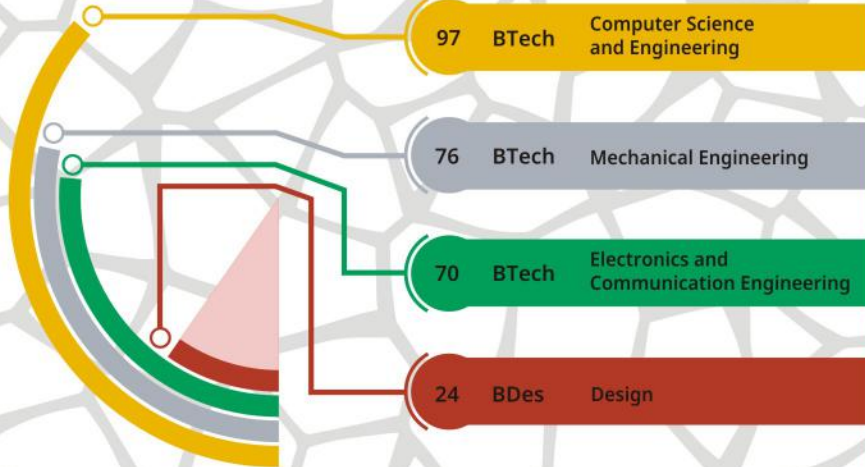 97 BTech Computer Science
and Engineering
76 BTech Mechanical Engineering
70 BTech Electronics and
Communication Engineering
24 BDes Design